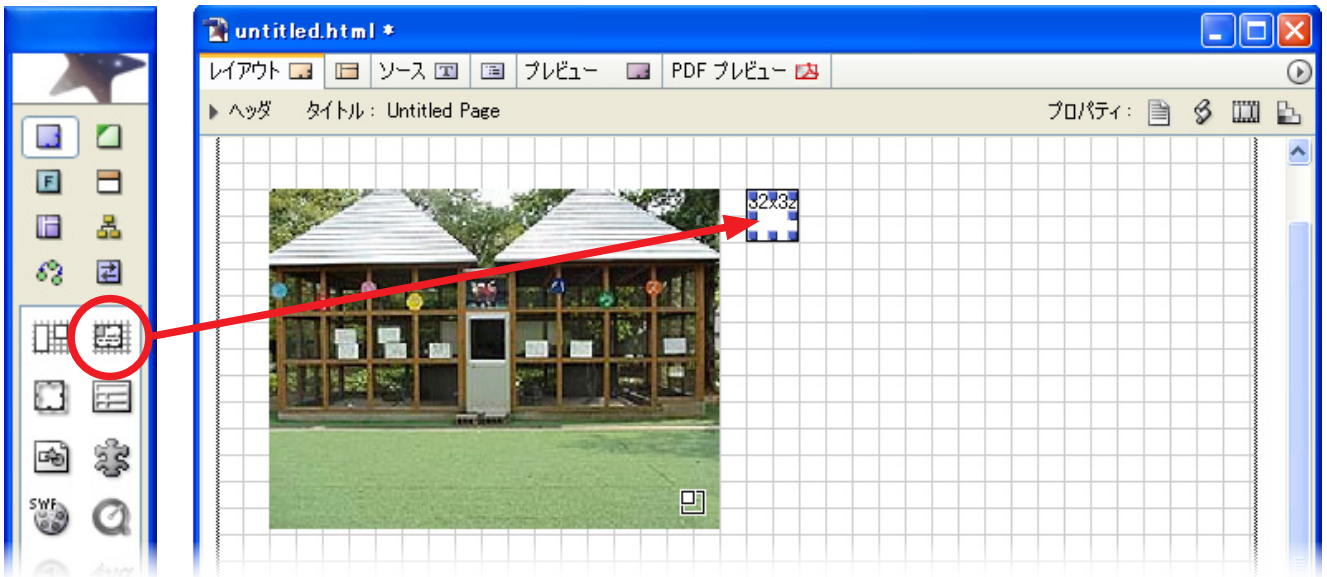 untitled.html *
レイアウト ソース T プレビュー PDF プレビュー
ヘッダ タイトル : Untitled Page プロパティ :
F
32x32
SWF